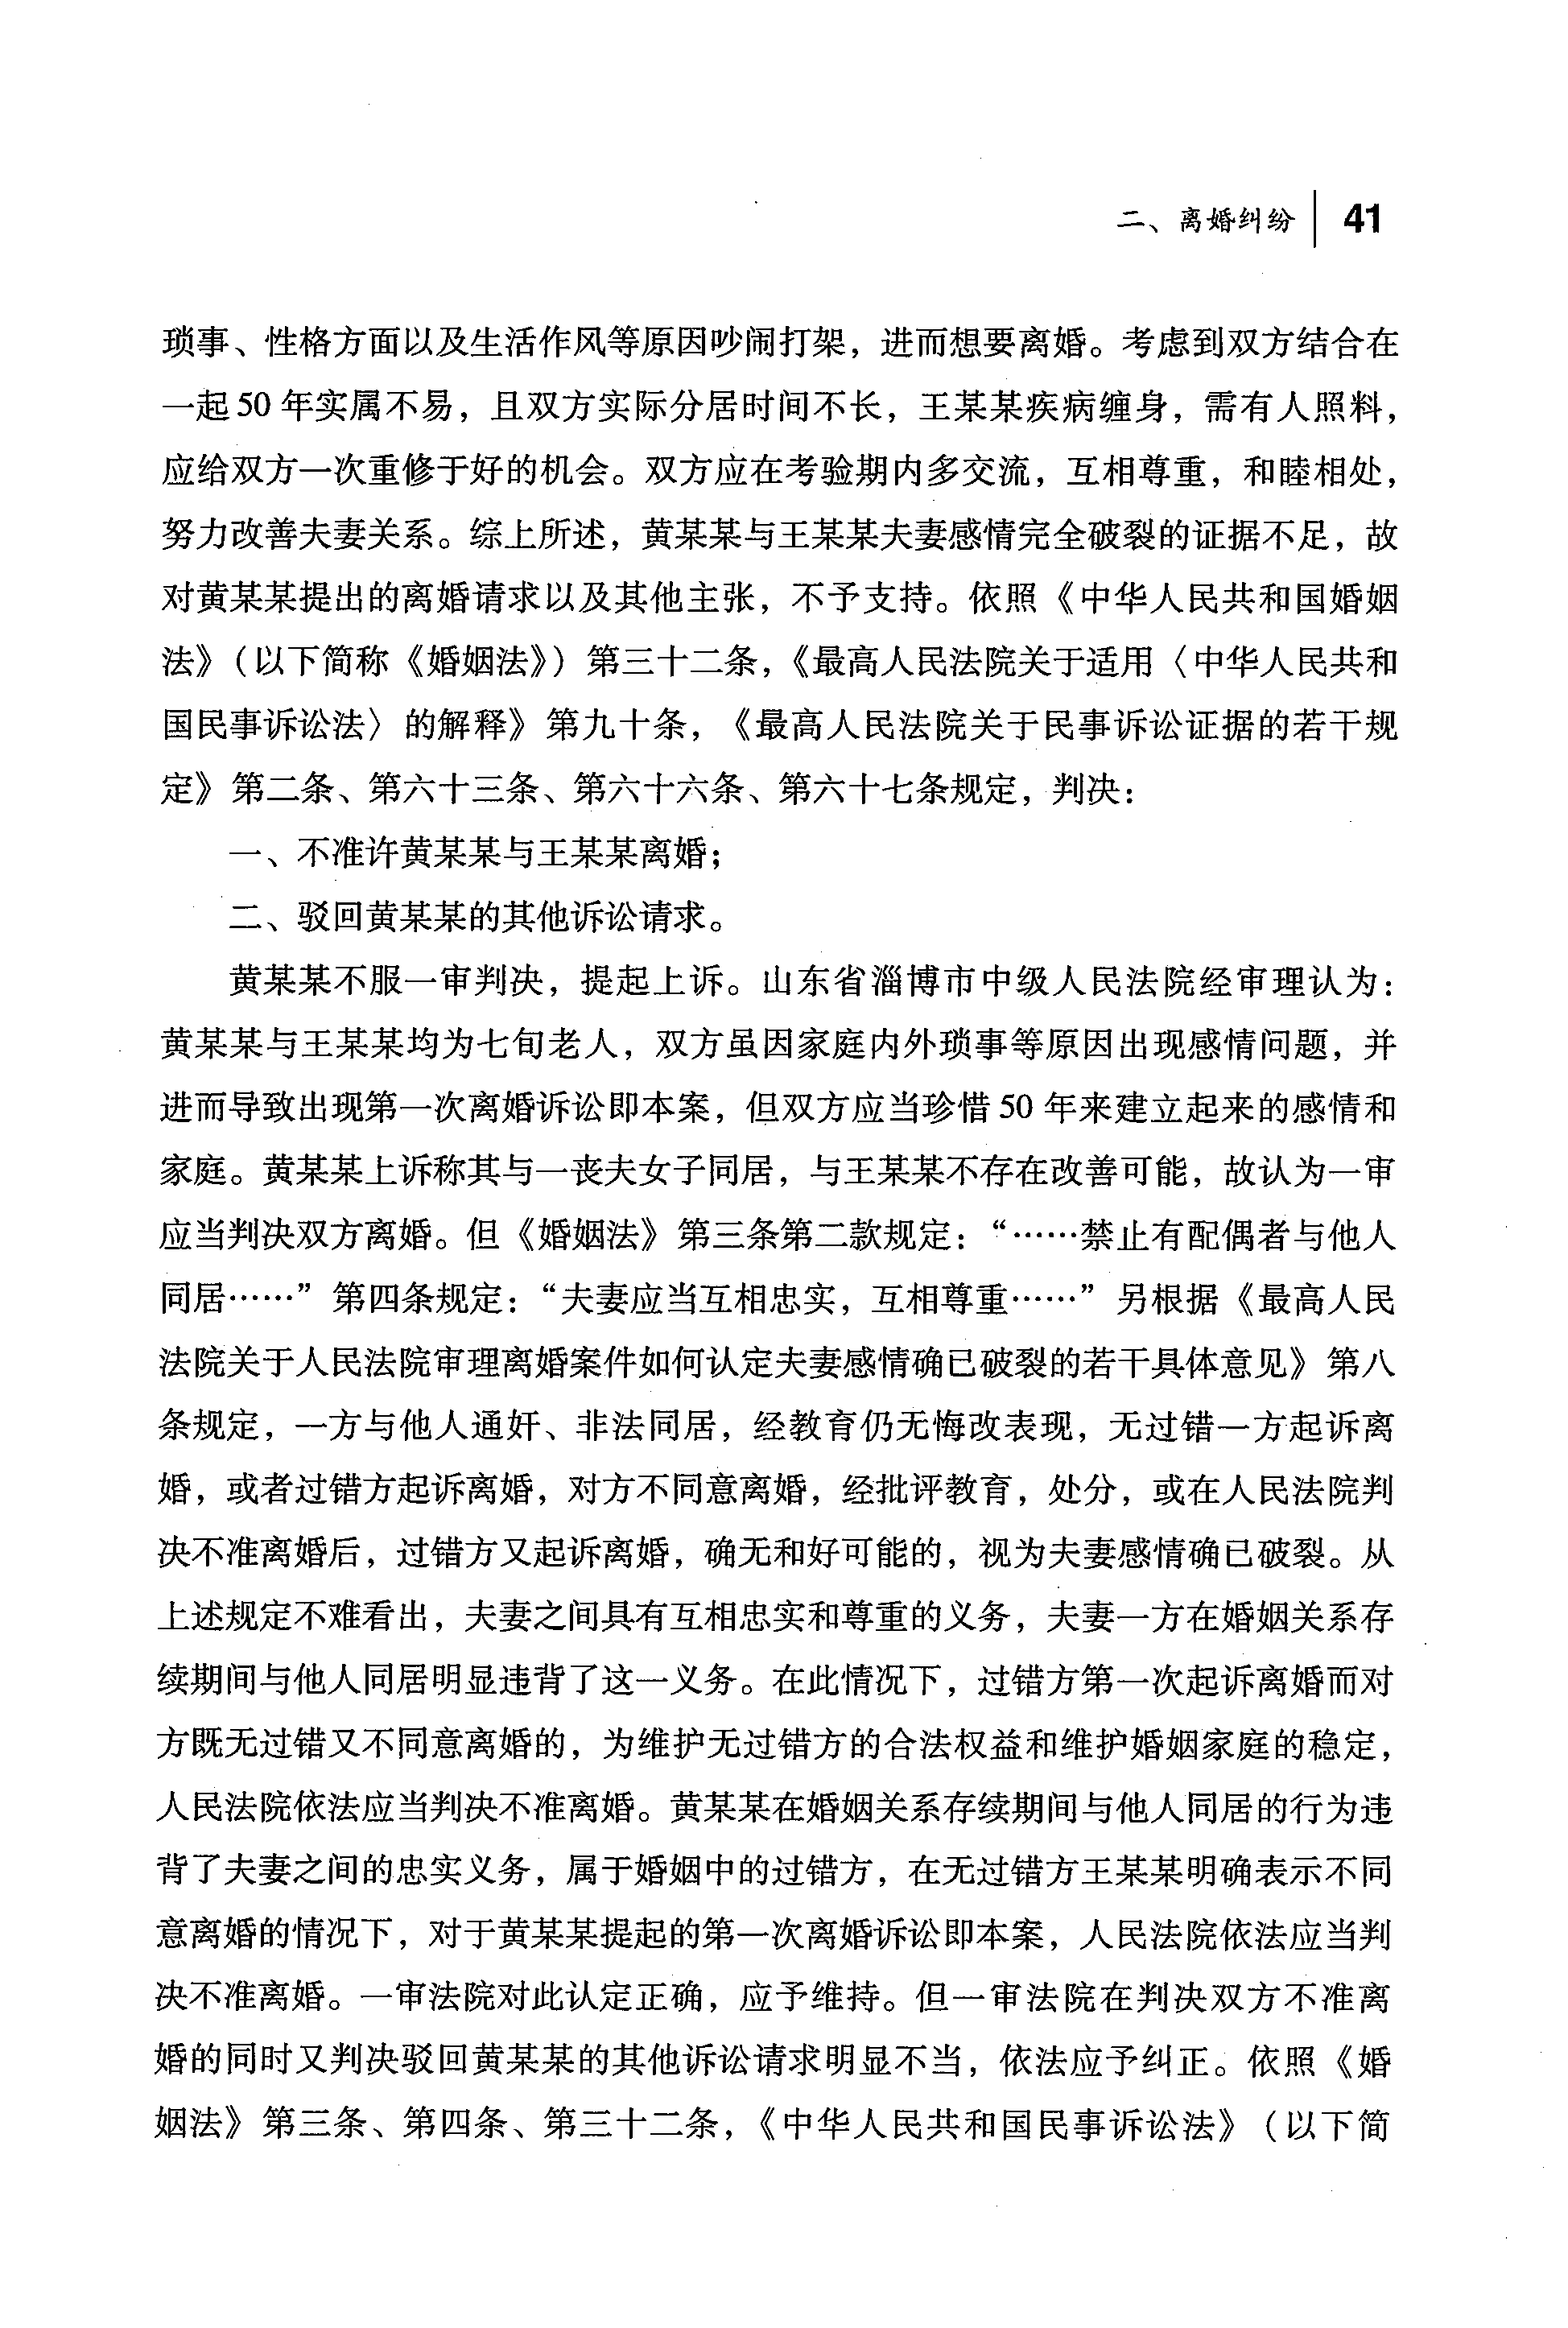 二、离婚纠纷 41
琐事、性格方面以及生活作风等原因吵闹打架，进而想要离婚。考虑到双方结合在
一起50年实属不易，且双方实际分居时间不长，王某某疾病缠身，需有人照料，
应给双方一次重修于好的机会。双方应在考验期内多交流，互相尊重，和睦相处，
努力改善夫妻关系。综上所述，黄某某与王某某夫妻感情完全破裂的证据不足，故
对黄某某提出的离婚请求以及其他主张，不予支持。依照《中华人民共和国婚姻
法》（以下简称《婚姻法》）第三十二条，《最高人民法院关于适用〈中华人民共和
国民事诉讼法〉的解释》第九十条，《最高人民法院关于民事诉讼证据的若干规
定》第二条、第六十三条、第六十六条、第六十七条规定，判决：
一、不准许黄某某与王某某离婚；
二、驳回黄某某的其他诉讼请求。
黄某某不服一审判决，提起上诉。山东省淄博市中级人民法院经审理认为：
黄某某与王某某均为七旬老人，双方虽因家庭内外琐事等原因出现感情问题，并
进而导致出现第一次离婚诉讼即本案，但双方应当珍惜50年来建立起来的感情和
家庭。黄某某上诉称其与一丧夫女子同居，与王某某不存在改善可能，故认为一审
应当判决双方离婚。但《婚姻法》第三条第二款规定：“……禁止有配偶者与他人
同居……”第四条规定：“夫妻应当互相忠实，互相尊重……”另根据《最高人民
法院关于人民法院审理离婚案件如何认定夫妻感情确已破裂的若干具体意见》第八
条规定，一方与他人通奸、非法同居，经教育仍无悔改表现，无过错一方起诉离
婚，或者过错方起诉离婚，对方不同意离婚，经批评教育，处分，或在人民法院判
决不准离婚后，过错方又起诉离婚，确无和好可能的，视为夫妻感情确已破裂。从
上述规定不难看出，夫妻之间具有互相忠实和尊重的义务，夫妻一方在婚姻关系存
续期间与他人同居明显违背了这一义务。在此情况下，过错方第一次起诉离婚而对
方既无过错又不同意离婚的，为维护无过错方的合法权益和维护婚姻家庭的稳定，
人民法院依法应当判决不准离婚。黄某某在婚姻关系存续期间与他人同居的行为违
背了夫妻之间的忠实义务，属于婚姻中的过错方，在无过错方王某某明确表示不同
意离婚的情况下，对于黄某某提起的第一次离婚诉讼即本案，人民法院依法应当判
决不准离婚。一审法院对此认定正确，应予维持。但一审法院在判决双方不准离
婚的同时又判决驳回黄某某的其他诉讼请求明显不当，依法应予纠正。依照《婚
姻法》第三条、第四条、第三十二条，《中华人民共和国民事诉讼法》（以下简